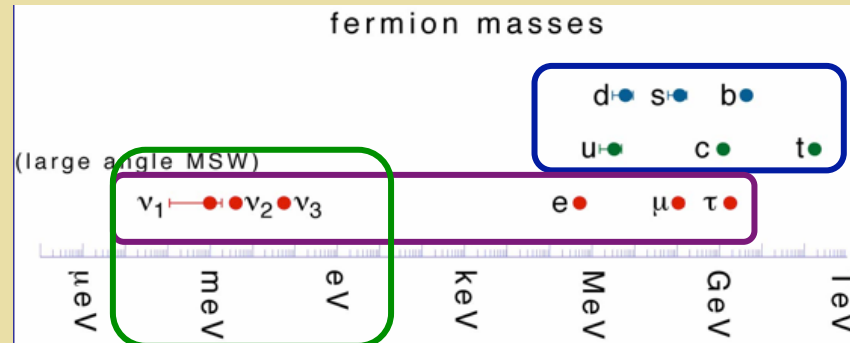 fermion masses
d s b
u c t
(large angle MSW)
ν₁ ν₂ ν₃ e μ τ
μeV meV eV keV MeV GeV TeV